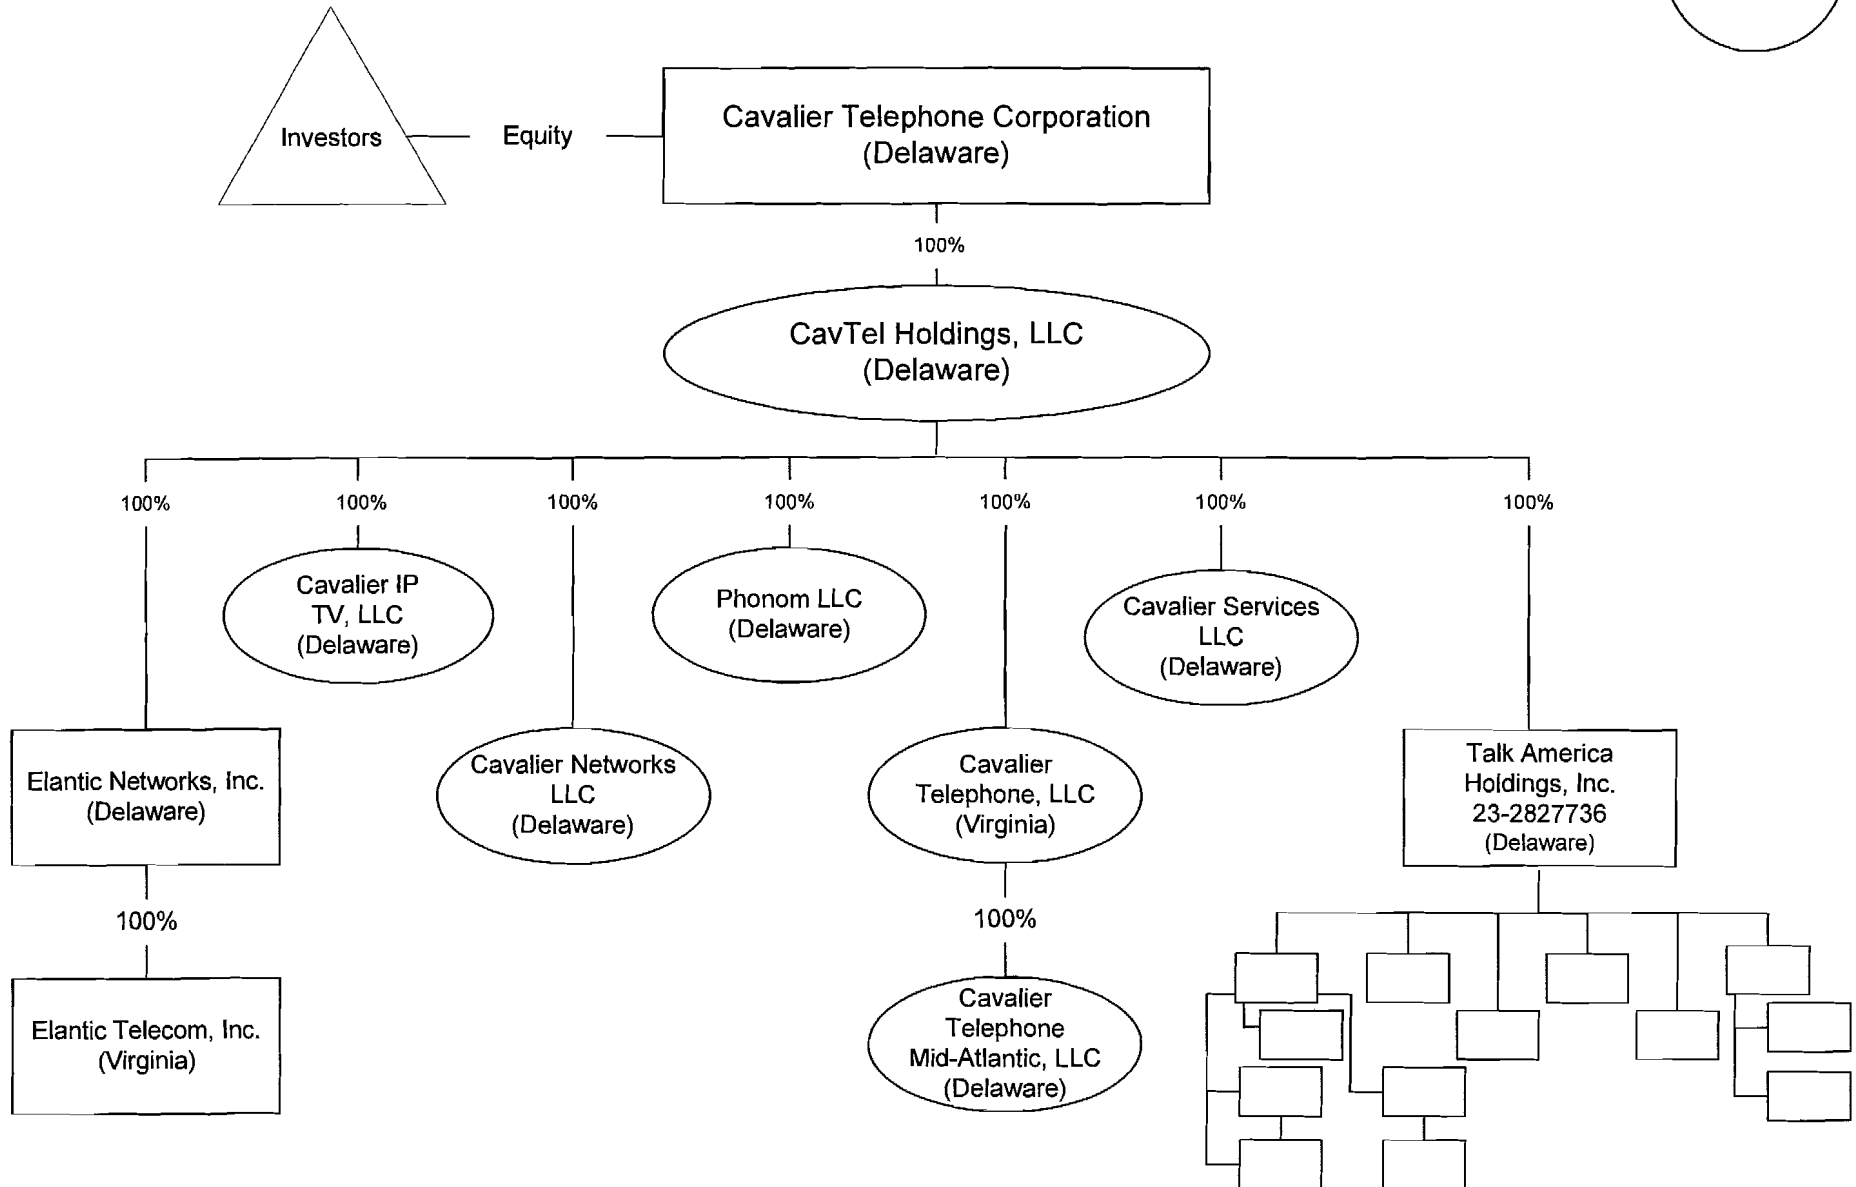 Investors
Equity
Cavalier Telephone Corporation
(Delaware)
100%
CavTel Holdings, LLC
(Delaware)
100%
100%
100%
100%
100%
100%
100%
Cavalier IP
TV, LLC
(Delaware)
Phonom LLC
(Delaware)
Cavalier Services
LLC
(Delaware)
Elantic Networks, Inc.
(Delaware)
Cavalier Networks
LLC
(Delaware)
Cavalier
Telephone, LLC
(Virginia)
Talk America
Holdings, Inc.
23-2827736
(Delaware)
100%
100%
Elantic Telecom, Inc.
(Virginia)
Cavalier
Telephone
Mid-Atlantic, LLC
(Delaware)